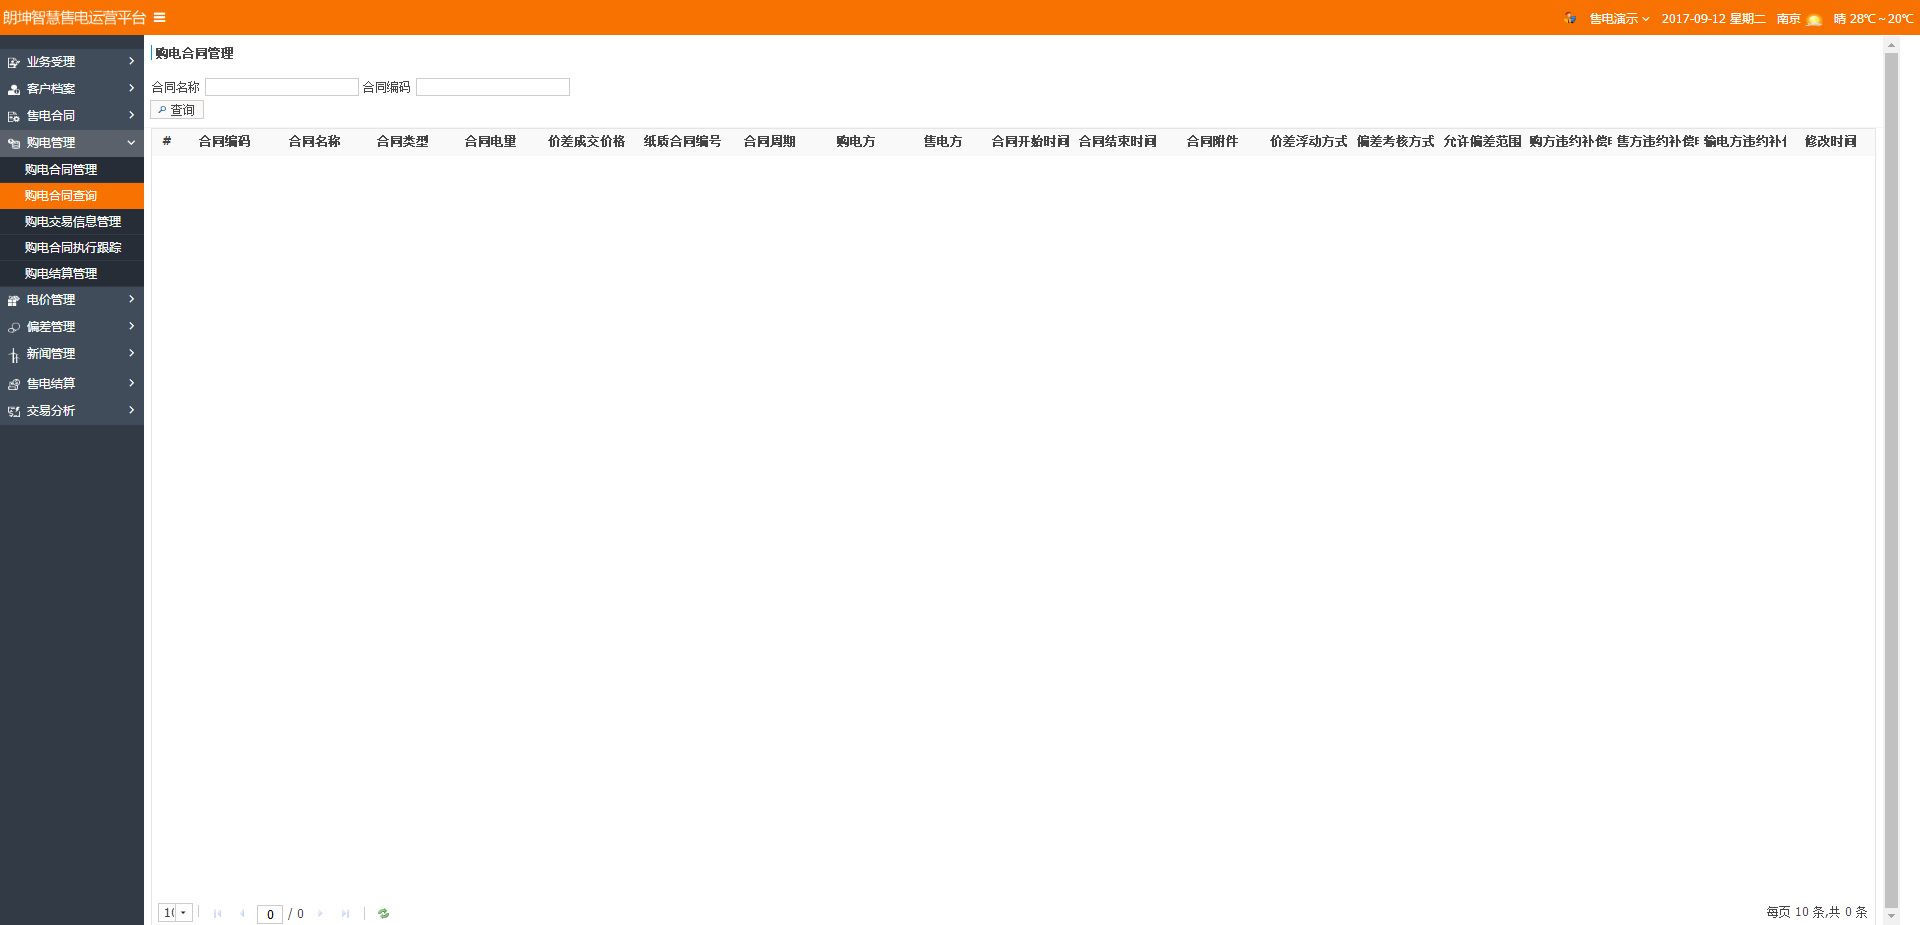 朗坤智慧售电运营平台
售电演示 2017-09-12 星期二 南京 晴 28℃~20℃
业务受理
客户档案
售电合同
购电管理
购电合同管理
购电合同查询
购电交易信息管理
购电合同执行跟踪
购电结算管理
电价管理
偏差管理
新闻管理
售电结算
交易分析
购电合同管理
合同名称 合同编码
查询
# 合同编码 合同名称 合同类型 合同电量 价差成交价格 纸质合同编号 合同周期 购电方 售电方 合同开始时间 合同结束时间 合同附件 价差浮动方式 偏差考核方式 允许偏差范围 购方违约补偿 售方违约补偿 输电方违约补 修改时间
10 0 / 0
每页 10 条,共 0 条